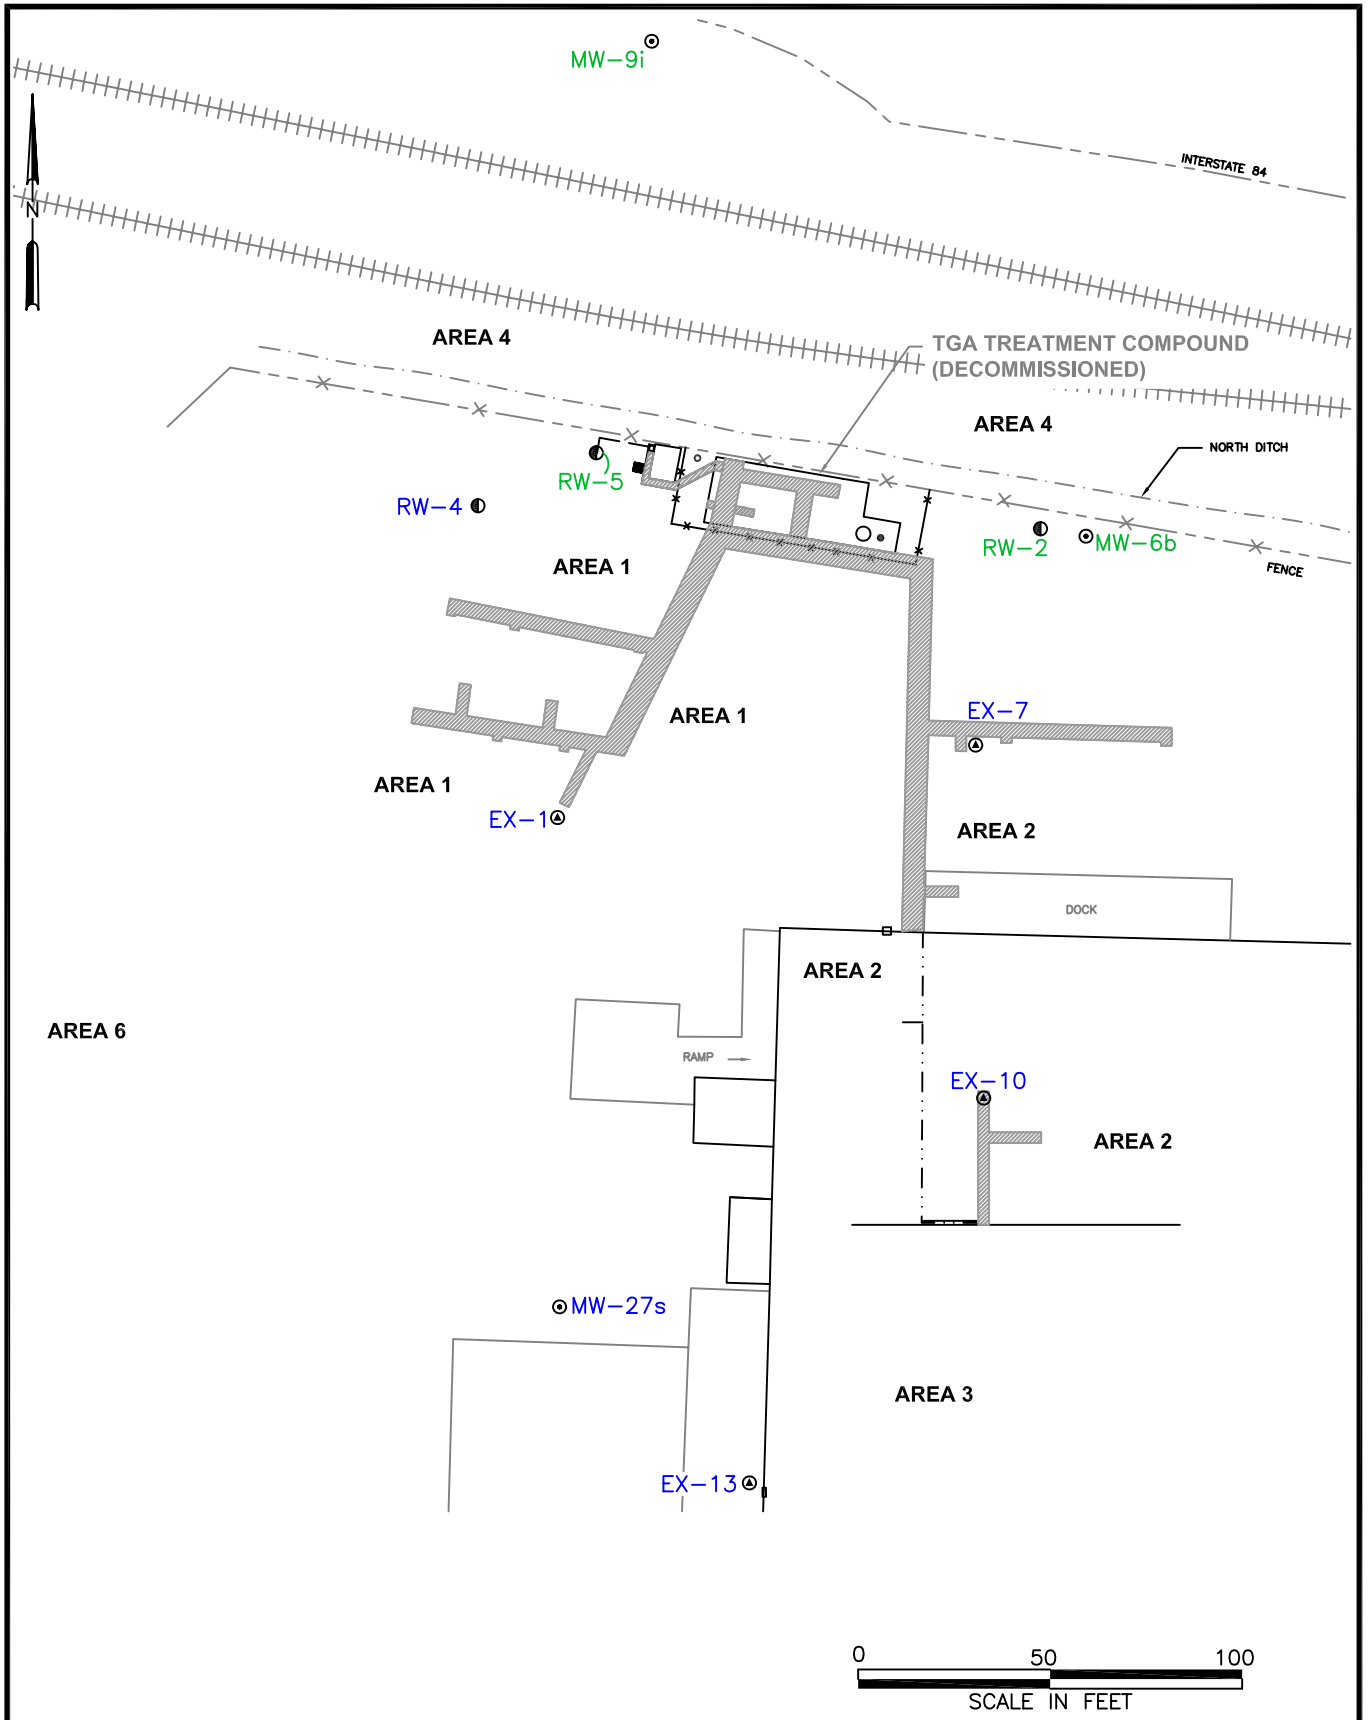 MW-9i
INTERSTATE 84
N
AREA 4
TGA TREATMENT COMPOUND
(DECOMMISSIONED)
AREA 4
NORTH DITCH
RW-5
RW-4
RW-2
MW-6b
FENCE
AREA 1
EX-7
AREA 1
AREA 1
EX-1
AREA 2
DOCK
AREA 2
AREA 6
RAMP
EX-10
AREA 2
MW-27s
AREA 3
EX-13
0 50 100
SCALE IN FEET